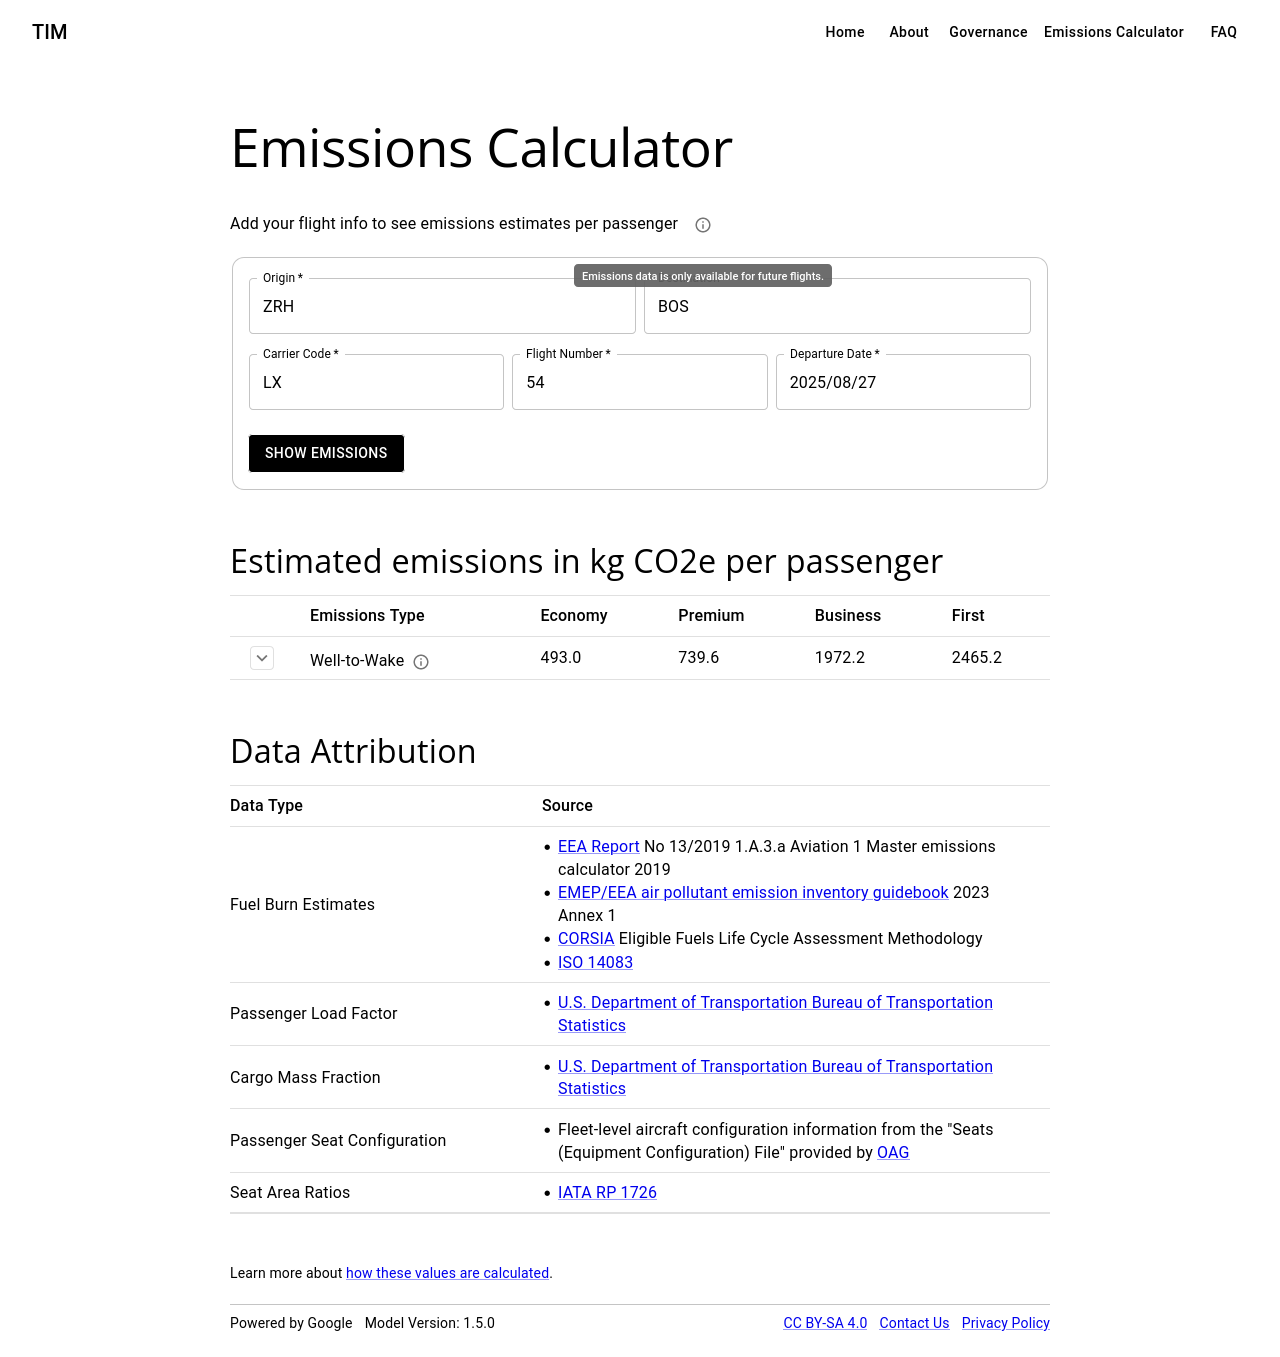 TIM
Home About Governance Emissions Calculator FAQ
Emissions Calculator
Add your flight info to see emissions estimates per passenger
Emissions data is only available for future flights.
Origin *
ZRH
BOS
Carrier Code * Flight Number * Departure Date *
LX 54 2025/08/27
SHOW EMISSIONS
Estimated emissions in kg CO2e per passenger
Emissions Type Economy Premium Business First
Well-to-Wake 493.0 739.6 1972.2 2465.2
Data Attribution
Data Type Source
Fuel Burn Estimates
• EEA Report No 13/2019 1.A.3.a Aviation 1 Master emissions
calculator 2019
• EMEP/EEA air pollutant emission inventory guidebook 2023
Annex 1
• CORSIA Eligible Fuels Life Cycle Assessment Methodology
• ISO 14083
Passenger Load Factor
• U.S. Department of Transportation Bureau of Transportation
Statistics
Cargo Mass Fraction
• U.S. Department of Transportation Bureau of Transportation
Statistics
Passenger Seat Configuration
• Fleet-level aircraft configuration information from the "Seats
(Equipment Configuration) File" provided by OAG
Seat Area Ratios
• IATA RP 1726
Learn more about how these values are calculated.
Powered by Google Model Version: 1.5.0 CC BY-SA 4.0 Contact Us Privacy Policy